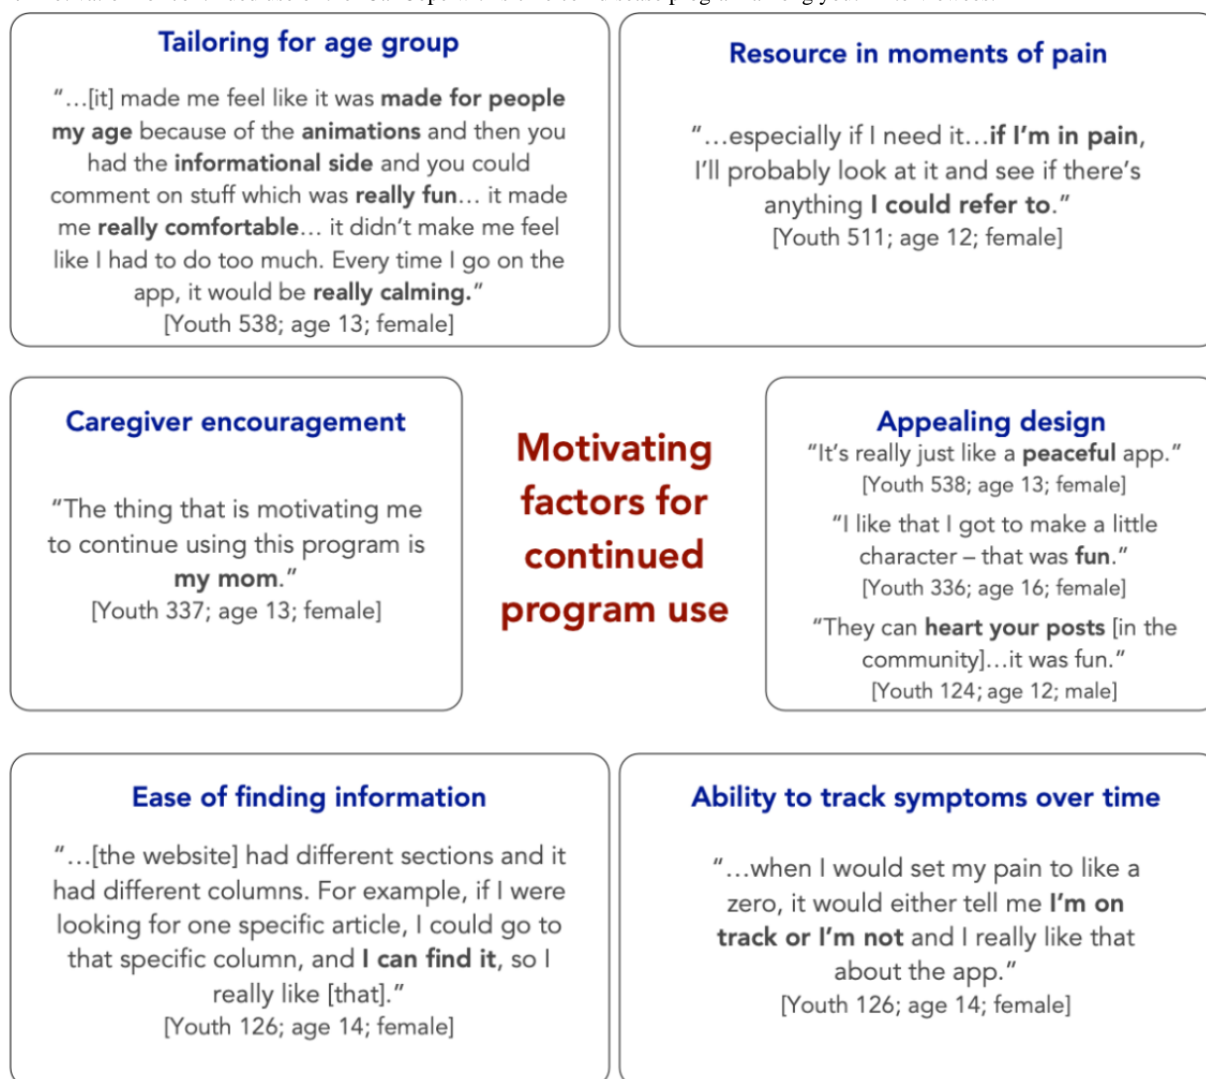 Tailoring for age group
“…[it] made me feel like it was made for people
my age because of the animations and then you
had the informational side and you could
comment on stuff which was really fun… it made
me really comfortable… it didn’t make me feel
like I had to do too much. Every time I go on the
app, it would be really calming.”
[Youth 538; age 13; female]
Resource in moments of pain
“…especially if I need it…if I’m in pain,
I’ll probably look at it and see if there’s
anything I could refer to.”
[Youth 511; age 12; female]
Caregiver encouragement
“The thing that is motivating me
to continue using this program is
my mom.”
[Youth 337; age 13; female]
Motivating
factors for
continued
program use
Appealing design
“It’s really just like a peaceful app.”
[Youth 538; age 13; female]
“I like that I got to make a little
character – that was fun.”
[Youth 336; age 16; female]
“They can heart your posts [in the
community]…it was fun.”
[Youth 124; age 12; male]
Ease of finding information
“…[the website] had different sections and it
had different columns. For example, if I were
looking for one specific article, I could go to
that specific column, and I can find it, so I
really like [that].”
[Youth 126; age 14; female]
Ability to track symptoms over time
“…when I would set my pain to like a
zero, it would either tell me I’m on
track or I’m not and I really like that
about the app.”
[Youth 126; age 14; female]